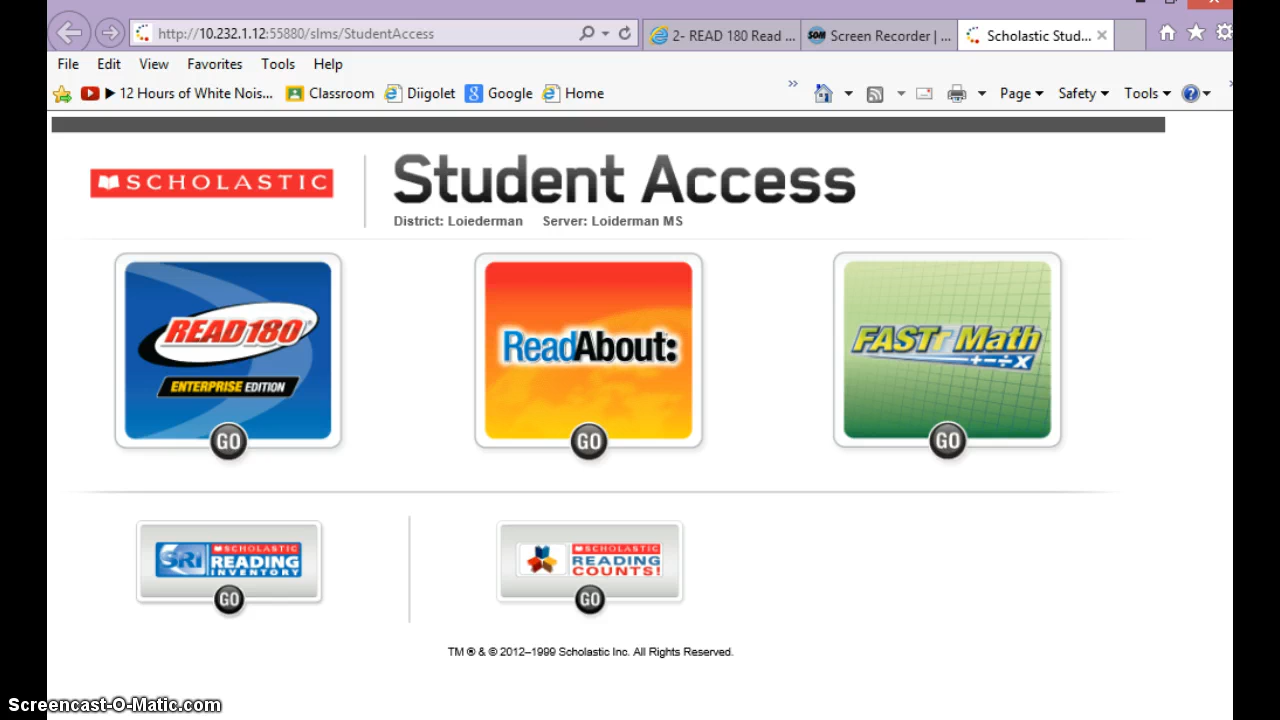 http://10.232.1.12:55880/slms/StudentAccess
2- READ 180 Read ...
Screen Recorder | ...
Scholastic Stud...
File Edit View Favorites Tools Help
12 Hours of White Nois... Classroom Diigolet Google Home
Page Safety Tools
SCHOLASTIC
Student Access
District: Loiederman Server: Loiderman MS
READ 180
ENTERPRISE EDITION
GO
ReadAbout:
GO
FASTT Math
+−÷x
GO
SRI SCHOLASTIC
READING
INVENTORY
GO
SCHOLASTIC
READING
COUNTS!
GO
TM ® & © 2012–1999 Scholastic Inc. All Rights Reserved.
Screencast-O-Matic.com